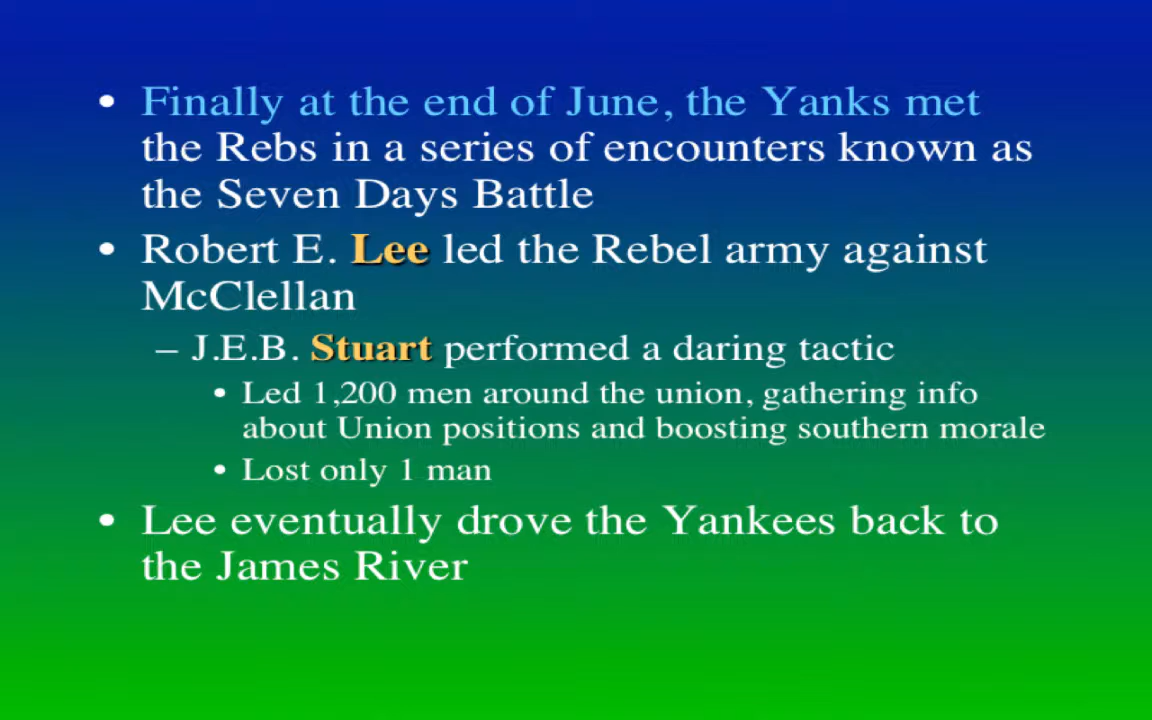 • Finally at the end of June, the Yanks met
the Rebs in a series of encounters known as
the Seven Days Battle
• Robert E. Lee led the Rebel army against
McClellan
– J.E.B. Stuart performed a daring tactic
• Led 1,200 men around the union, gathering info
about Union positions and boosting southern morale
• Lost only 1 man
• Lee eventually drove the Yankees back to
the James River